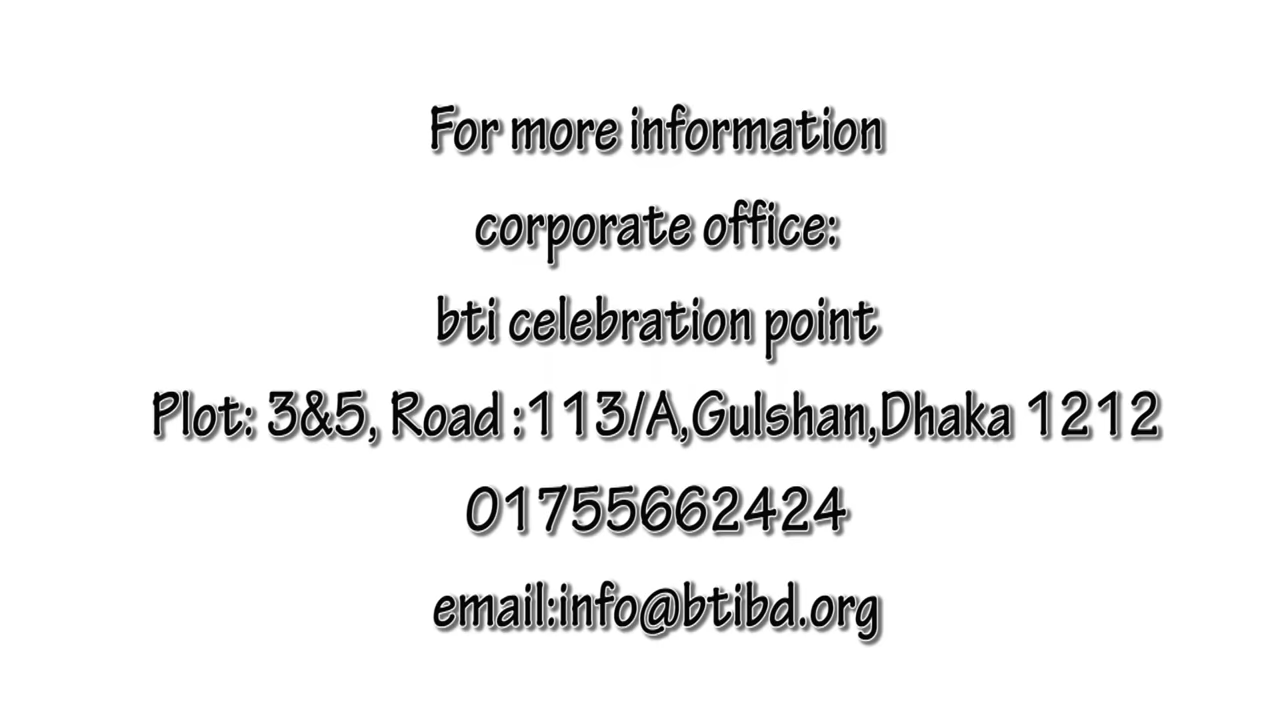 For more information
corporate office:
bti celebration point
Plot: 3&5, Road :113/A,Gulshan,Dhaka 1212
01755662424
email:info@btibd.org